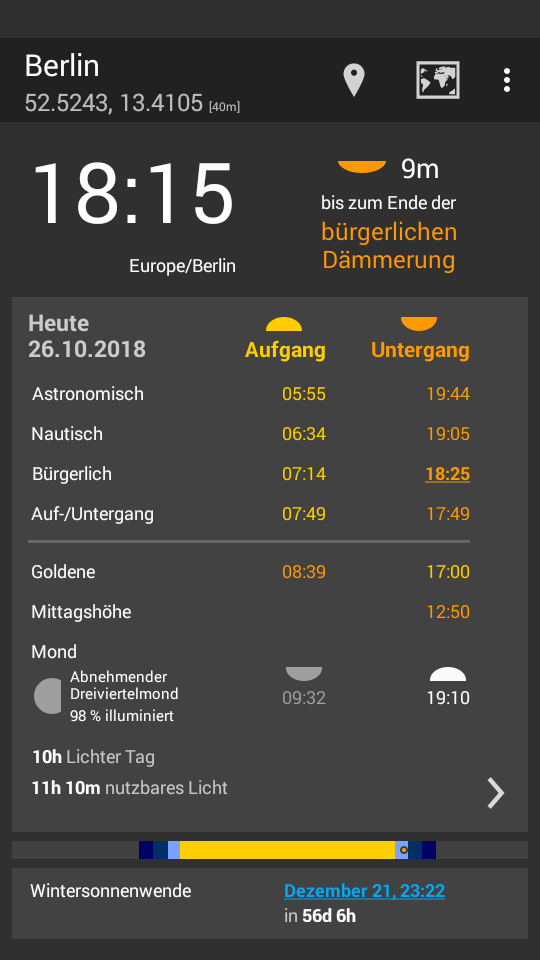 Berlin
52.5243, 13.4105 [40m]
18:15
Europe/Berlin
9m
bis zum Ende der
bürgerlichen
Dämmerung
Heute
26.10.2018
Aufgang Untergang
Astronomisch 05:55 19:44
Nautisch 06:34 19:05
Bürgerlich 07:14 18:25
Auf-/Untergang 07:49 17:49
Goldene 08:39 17:00
Mittagshöhe 12:50
Mond
Abnehmender
Dreiviertelmond
98 % illuminiert
09:32 19:10
10h Lichter Tag
11h 10m nutzbares Licht
Wintersonnenwende Dezember 21, 23:22
in 56d 6h